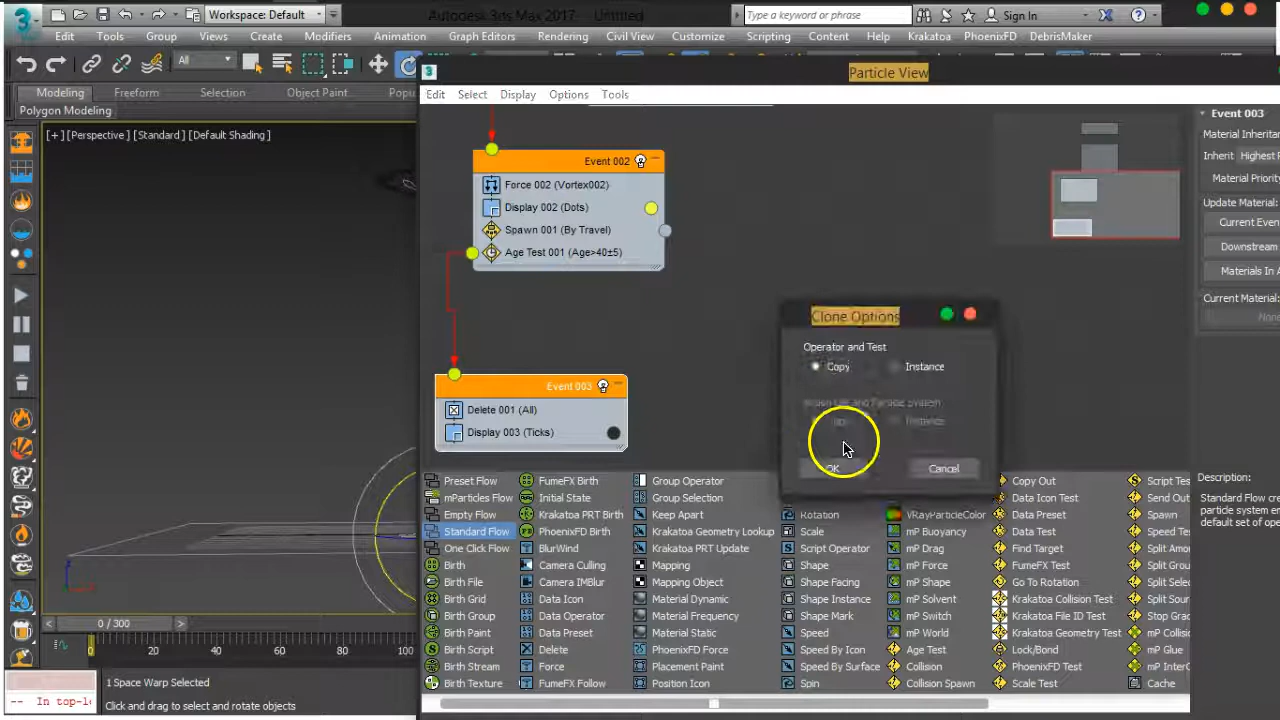 Workspace: Default
Autodesk 3ds Max 2017 Untitled
Type a keyword or phrase
Sign In
Edit Tools Group Views Create Modifiers Animation Graph Editors Rendering Civil View Customize Scripting Content Help Krakatoa PhoenixFD DebrisMaker
All
Modeling Freeform Selection Object Paint Popu
Polygon Modeling
[+] [Perspective] [Standard] [Default Shading]
Particle View
Edit Select Display Options Tools
Event 002
Force 002 (Vortex002)
Display 002 (Dots)
Spawn 001 (By Travel)
Age Test 001 (Age>40±5)
Event 003
Delete 001 (All)
Display 003 (Ticks)
Clone Options
Operator and Test
Copy Instance
Instance
OK Cancel
Event 003
Material Inheritan
Inherit Highest P
Material Priority
Update Material:
Current Even
Downstream
Materials In A
Current Material:
None
Description:
Standard Flow cre
particle system en
default set of ope
Preset Flow FumeFX Birth Group Operator Copy Out Script Tes
mParticles Flow Initial State Group Selection Data Icon Test Send Out
Empty Flow Krakatoa PRT Birth Keep Apart Rotation VRayParticleColor Data Preset Spawn
Standard Flow PhoenixFD Birth Krakatoa Geometry Lookup Scale mP Buoyancy Data Test Speed Te
One Click Flow BlurWind Krakatoa PRT Update Script Operator mP Drag Find Target Split Amo
Birth Camera Culling Mapping Shape mP Force FumeFX Test Split Grou
Birth File Camera IMBlur Mapping Object Shape Facing mP Shape Go To Rotation Split Selec
Birth Grid Data Icon Material Dynamic Shape Instance mP Solvent Krakatoa Collision Test Split Sour
Birth Group Data Operator Material Frequency Shape Mark mP Switch Krakatoa File ID Test Stop Grac
Birth Paint Data Preset Material Static Speed mP World Krakatoa Geometry Test mP Collisio
Birth Script Delete PhoenixFD Force Speed By Icon Age Test Lock/Bond mP Glue
Birth Stream Force Placement Paint Speed By Surface Collision PhoenixFD Test mP InterC
Birth Texture FumeFX Follow Position Icon Spin Collision Spawn Scale Test Cache
< 0 / 300 >
0 20 40 60 80 100
1 Space Warp Selected
-- In top-l
Click and drag to select and rotate objects